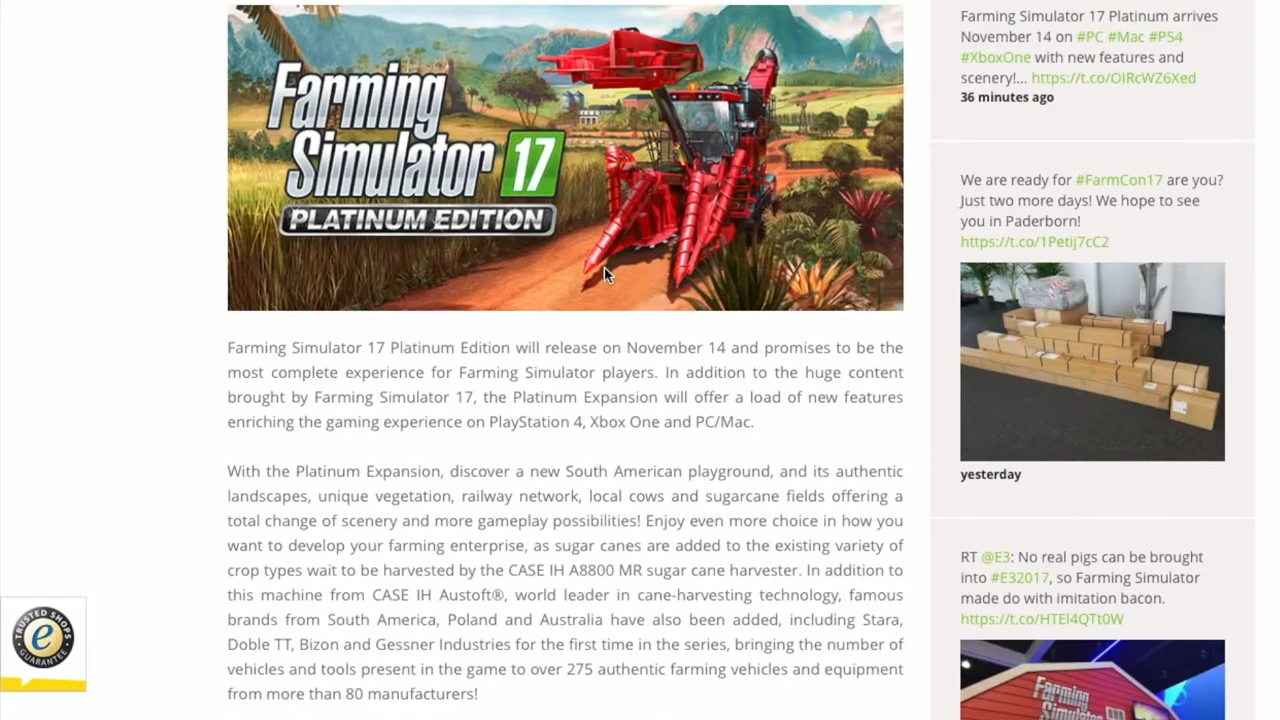 Farming
Simulator 17
PLATINUM EDITION
Farming Simulator 17 Platinum Edition will release on November 14 and promises to be the
most complete experience for Farming Simulator players. In addition to the huge content
brought by Farming Simulator 17, the Platinum Expansion will offer a load of new features
enriching the gaming experience on PlayStation 4, Xbox One and PC/Mac.
With the Platinum Expansion, discover a new South American playground, and its authentic
landscapes, unique vegetation, railway network, local cows and sugarcane fields offering a
total change of scenery and more gameplay possibilities! Enjoy even more choice in how you
want to develop your farming enterprise, as sugar canes are added to the existing variety of
crop types wait to be harvested by the CASE IH A8800 MR sugar cane harvester. In addition to
this machine from CASE IH Austoft®, world leader in cane-harvesting technology, famous
brands from South America, Poland and Australia have also been added, including Stara,
Doble TT, Bizon and Gessner Industries for the first time in the series, bringing the number of
vehicles and tools present in the game to over 275 authentic farming vehicles and equipment
from more than 80 manufacturers!
Farming Simulator 17 Platinum arrives
November 14 on #PC #Mac #PS4
#XboxOne with new features and
scenery!... https://t.co/OIRcWZ6Xed
36 minutes ago
We are ready for #FarmCon17 are you?
Just two more days! We hope to see
you in Paderborn!
https://t.co/1Petij7cC2
yesterday
RT @E3: No real pigs can be brought
into #E32017, so Farming Simulator
made do with imitation bacon.
https://t.co/HTEl4QTt0W
Farming
Simulator
TRUSTED SHOPS
e
GUARANTEE